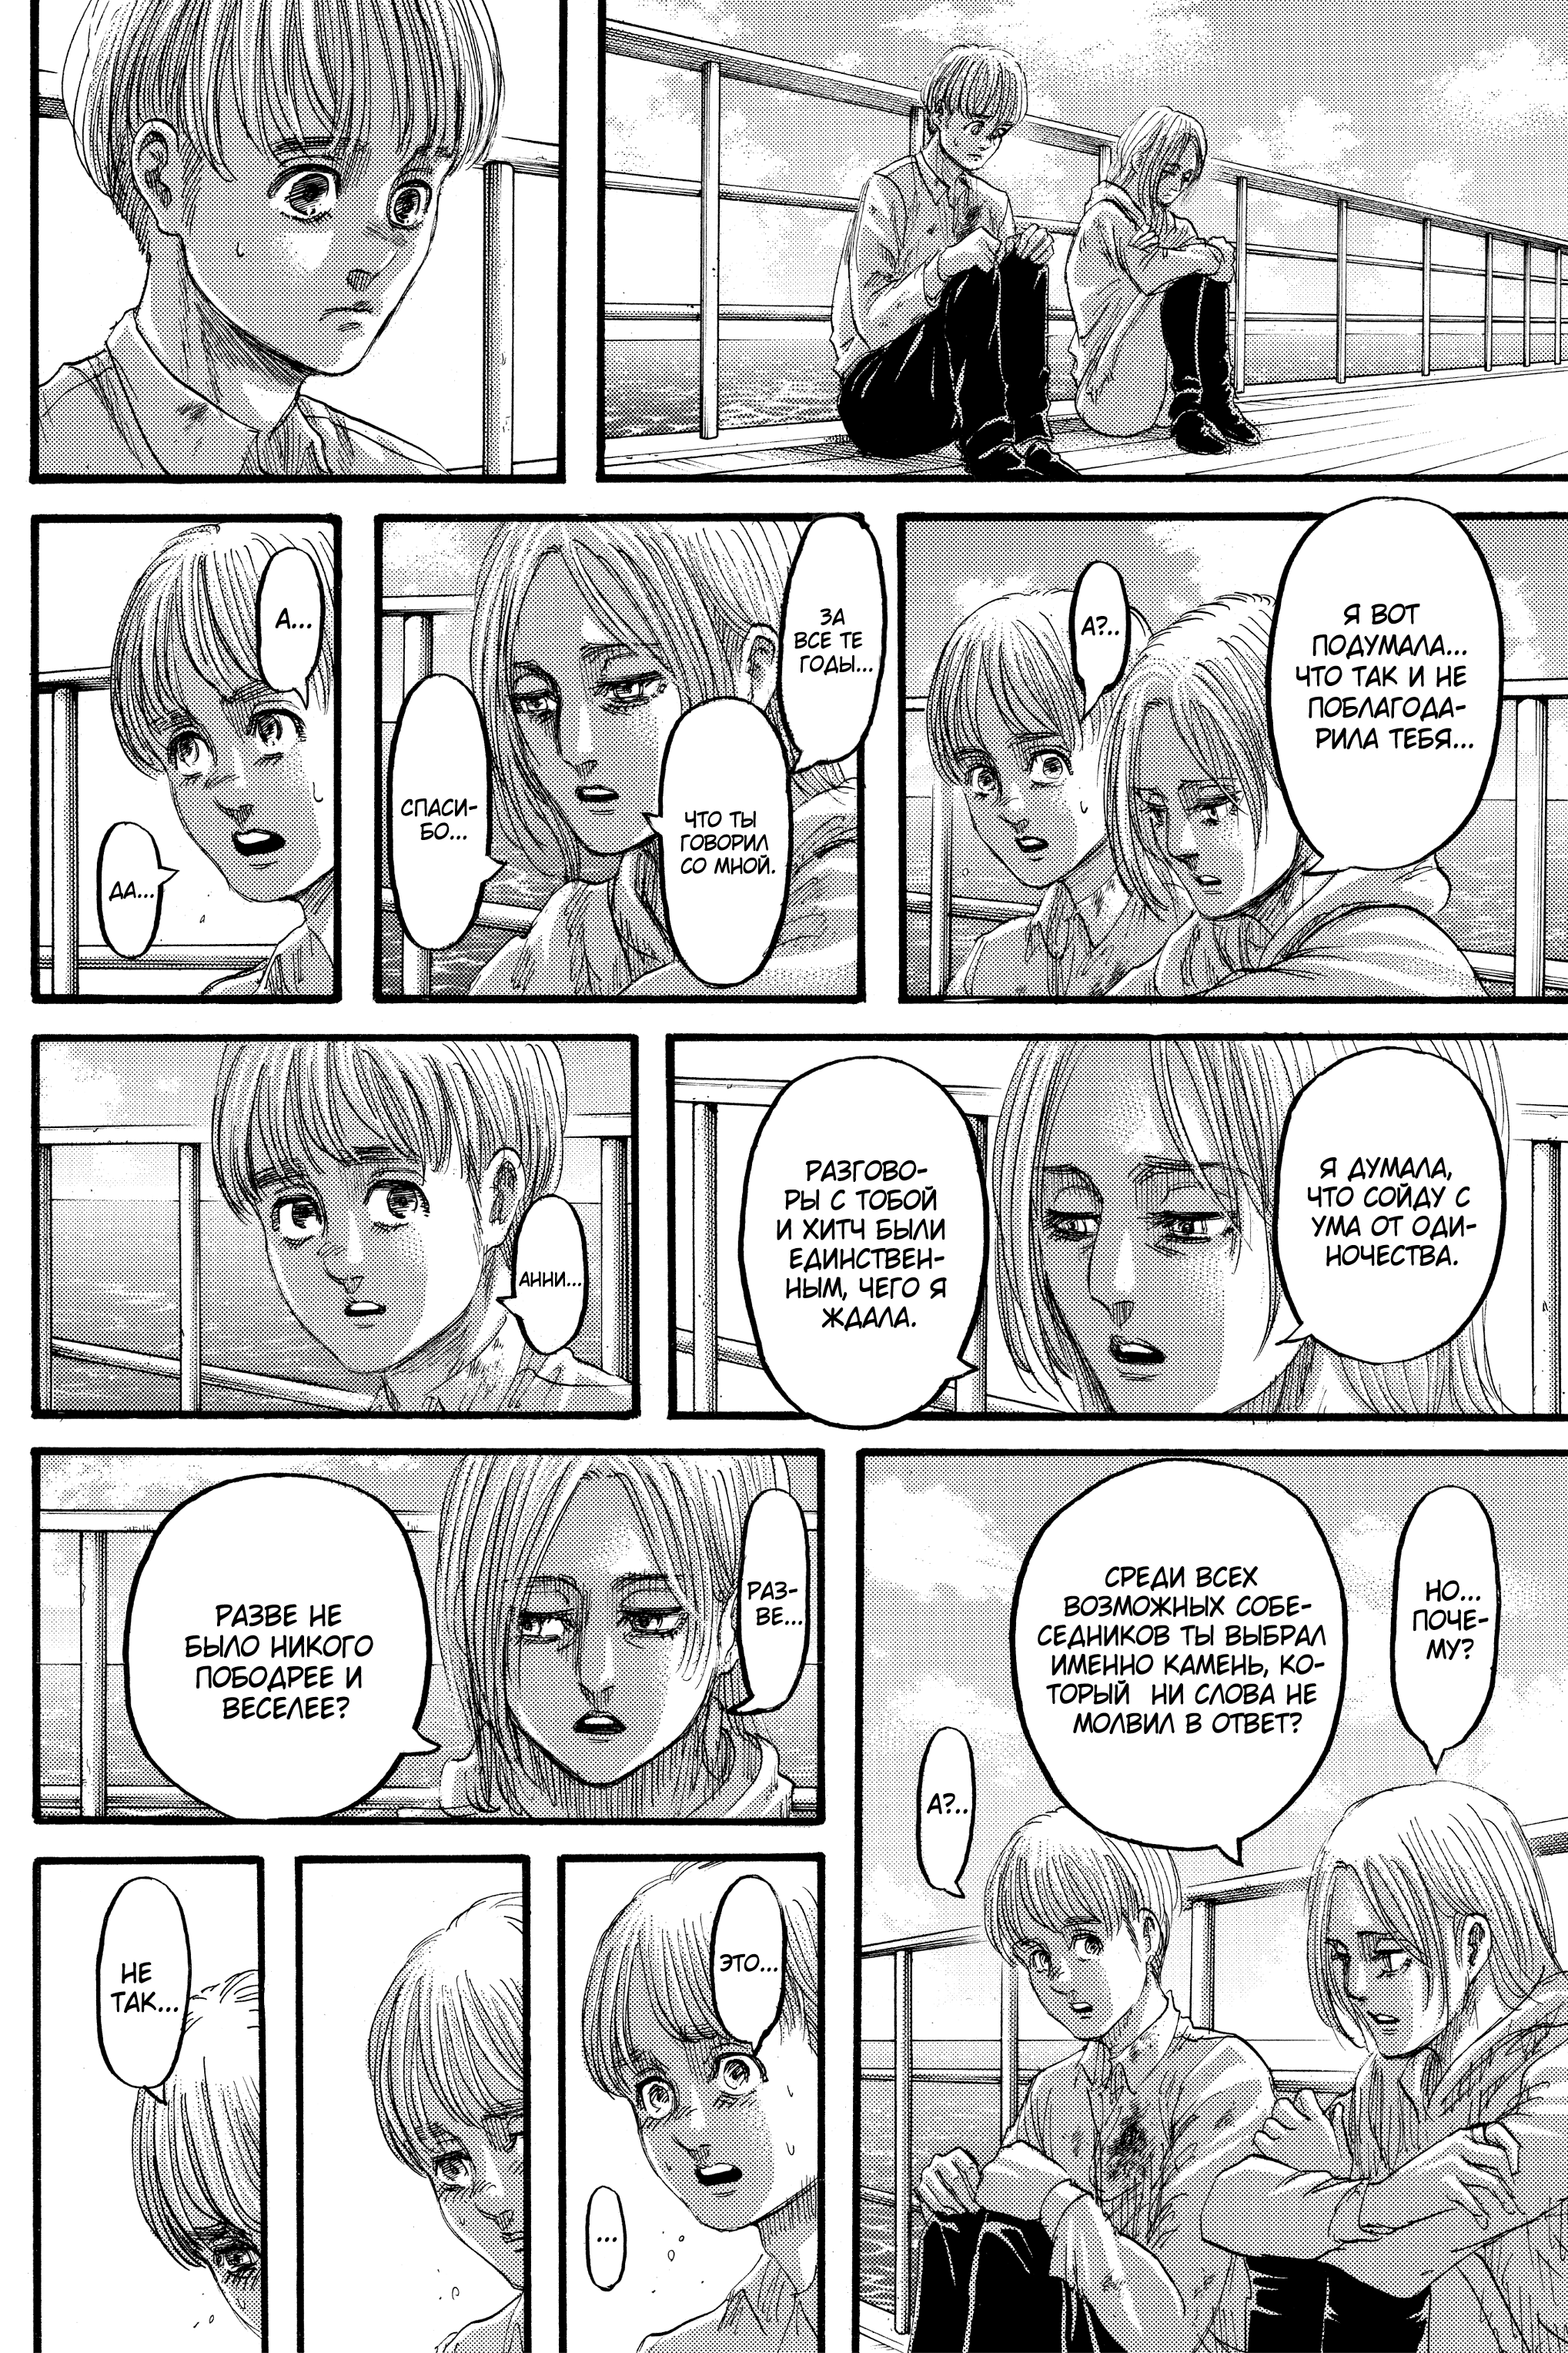 Я ВОТ
ПОДУМАЛА...
ЧТО ТАК И НЕ
ПОБЛАГОДА-
РИЛА ТЕБЯ...
А?..
ЗА
ВСЕ ТЕ
ГОДЫ...
ЧТО ТЫ
ГОВОРИЛ
СО МНОЙ.
СПАСИ-
БО...
А...
ДА...
Я ДУМАЛА,
ЧТО СОЙДУ С
УМА ОТ ОДИ-
НОЧЕСТВА.
РАЗГОВО-
РЫ С ТОБОЙ
И ХИТЧ БЫЛИ
ЕДИНСТВЕН-
НЫМ, ЧЕГО Я
ЖДАЛА.
АННИ...
НО...
ПОЧЕ-
МУ?
СРЕДИ ВСЕХ
ВОЗМОЖНЫХ СОБЕ-
СЕДНИКОВ ТЫ ВЫБРАЛ
ИМЕННО КАМЕНЬ, КО-
ТОРЫЙ НИ СЛОВА НЕ
МОЛВИЛ В ОТВЕТ?
А?..
РАЗ-
ВЕ...
РАЗВЕ НЕ
БЫЛО НИКОГО
ПОБОДРЕЕ И
ВЕСЕЛЕЕ?
ЭТО...
...
НЕ
ТАК...